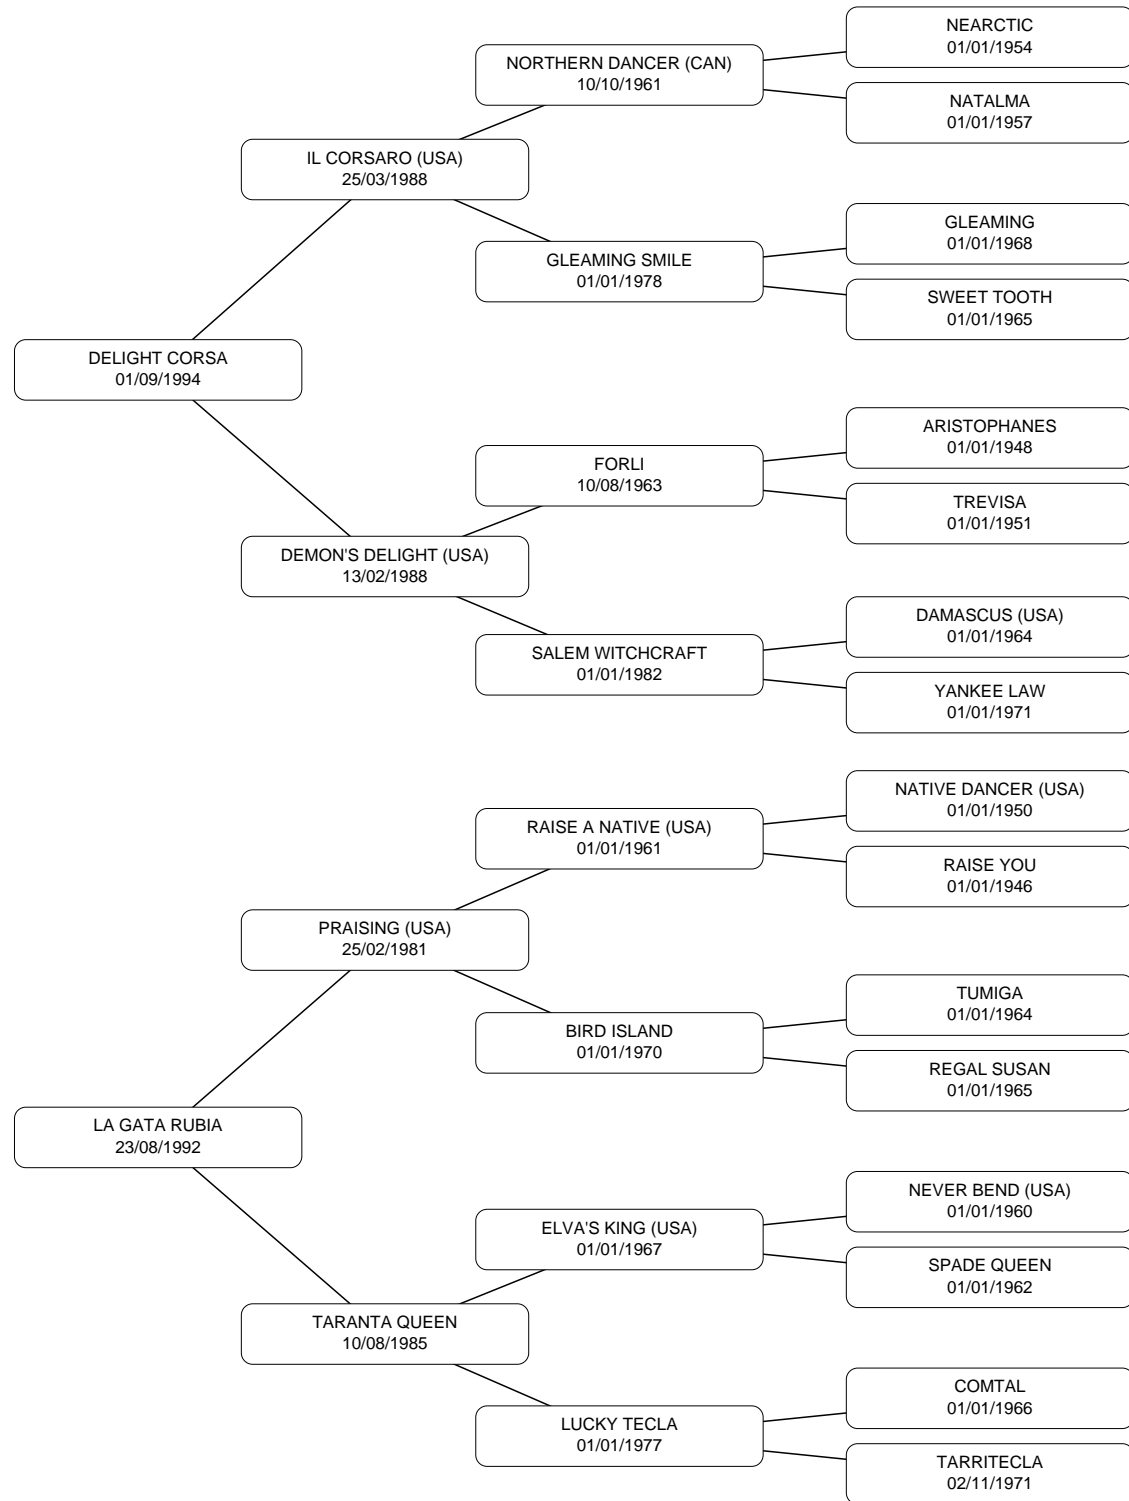 NEARCTIC
01/01/1954
NORTHERN DANCER (CAN)
10/10/1961
NATALMA
01/01/1957
IL CORSARO (USA)
25/03/1988
GLEAMING
01/01/1968
GLEAMING SMILE
01/01/1978
SWEET TOOTH
01/01/1965
DELIGHT CORSA
01/09/1994
ARISTOPHANES
01/01/1948
FORLI
10/08/1963
TREVISA
01/01/1951
DEMON'S DELIGHT (USA)
13/02/1988
DAMASCUS (USA)
01/01/1964
SALEM WITCHCRAFT
01/01/1982
YANKEE LAW
01/01/1971
NATIVE DANCER (USA)
01/01/1950
RAISE A NATIVE (USA)
01/01/1961
RAISE YOU
01/01/1946
PRAISING (USA)
25/02/1981
TUMIGA
01/01/1964
BIRD ISLAND
01/01/1970
REGAL SUSAN
01/01/1965
LA GATA RUBIA
23/08/1992
NEVER BEND (USA)
01/01/1960
ELVA'S KING (USA)
01/01/1967
SPADE QUEEN
01/01/1962
TARANTA QUEEN
10/08/1985
COMTAL
01/01/1966
LUCKY TECLA
01/01/1977
TARRITECLA
02/11/1971